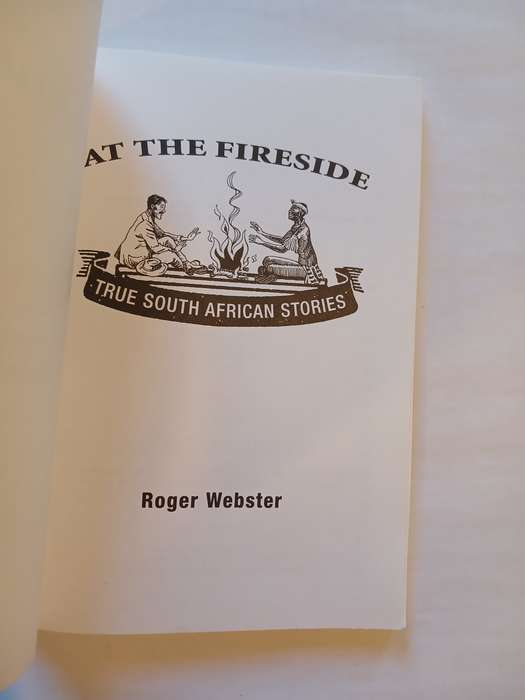 AT THE FIRESIDE
TRUE SOUTH AFRICAN STORIES
Roger Webster